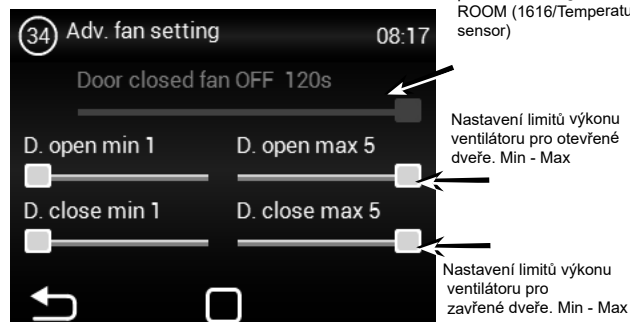 ROOM (1616/Temperatu
sensor)
34 Adv. fan setting 08:17
Door closed fan OFF 120s
D. open min 1 D. open max 5
D. close min 1 D. close max 5
Nastavení limitů výkonu
ventilátoru pro otevřené
dveře. Min - Max
Nastavení limitů výkonu
ventilátoru pro
zavřené dveře. Min - Max